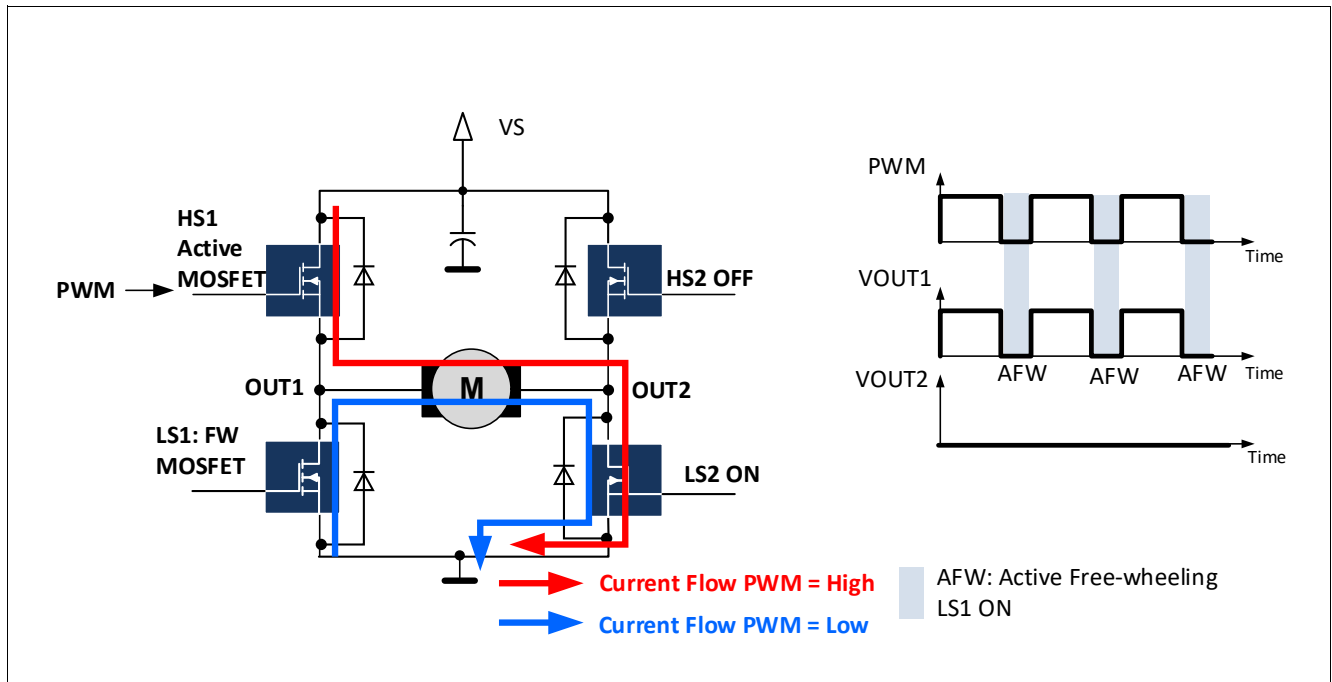 VS
HS1
Active
MOSFET
PWM
HS2 OFF
OUT1
M
OUT2
LS1: FW
MOSFET
LS2 ON
Current Flow PWM = High
Current Flow PWM = Low
PWM
Time
VOUT1
AFW
AFW
AFW
Time
VOUT2
Time
AFW: Active Free-wheeling
LS1 ON